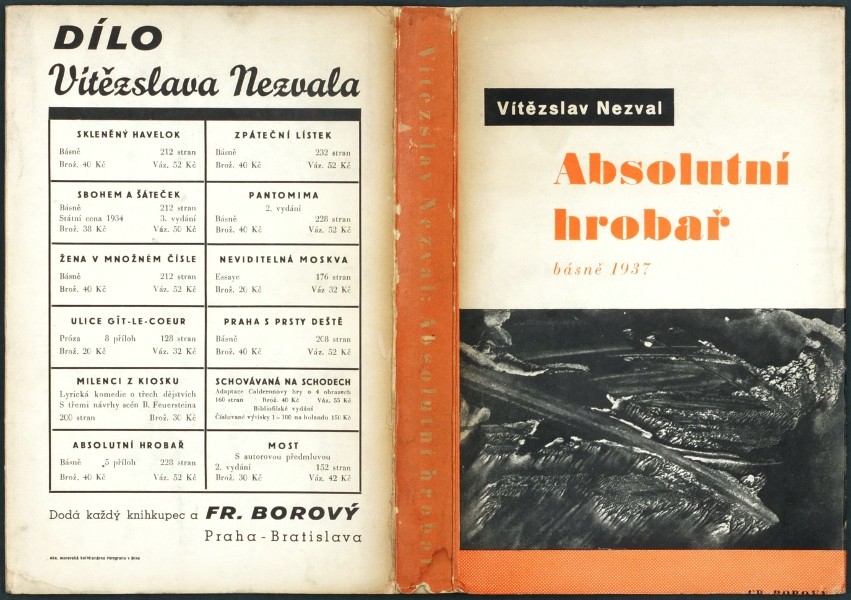 DÍLO
Vítězslava Nezvala
SKLENĚNÝ HAVELOK
Básně 212 stran
Brož. 40 Kč Váz. 52 Kč
ZPÁTEČNÍ LÍSTEK
Básně 232 stran
Brož. 40 Kč Váz. 52 Kč
SBOHEM A ŠÁTEČEK
Básně 212 stran
Státní cena 1934 3. vydání
Brož. 38 Kč Váz. 50 Kč
PANTOMIMA
2. vydání
Básně 228 stran
Brož. 40 Kč Váz. 52 Kč
ŽENA V MNOŽNÉM ČÍSLE
Básně 212 stran
Brož. 40 Kč Váz. 52 Kč
NEVIDITELNÁ MOSKVA
Essaye 176 stran
Brož. 20 Kč Váz 32 Kč
ULICE GÎT-LE-COEUR
Próza 8 příloh 128 stran
Brož. 20 Kč Váz. 32 Kč
PRAHA S PRSTY DEŠTĚ
Básně 208 stran
Brož. 40 Kč Váz. 52 Kč
MILENCI Z KIOSKU
Lyrická komedie o třech dějstvích
S třemi návrhy scén B. Feuersteina
200 stran Brož. 30 Kč
SCHOVÁVANÁ NA SCHODECH
Adaptace Calderonovy hry o 4 obrazech
160 stran Brož. 40 Kč Váz. 55 Kč
Bibliofilské vydání
Číslované výtisky 1–100 na holandu 150 Kč
ABSOLUTNÍ HROBAŘ
Básně 5 příloh 228 stran
Brož. 40 Kč Váz. 52 Kč
MOST
S autorovou předmluvou
2. vydání 152 stran
Brož. 30 Kč Váz. 42 Kč
Dodá každý knihkupec a FR. BOROVÝ
Praha - Bratislava
Vítězslav Nezval: Absolutní hrobař
Vítězslav Nezval
Absolutní
hrobař
básně 1937
FR. BOROVÝ